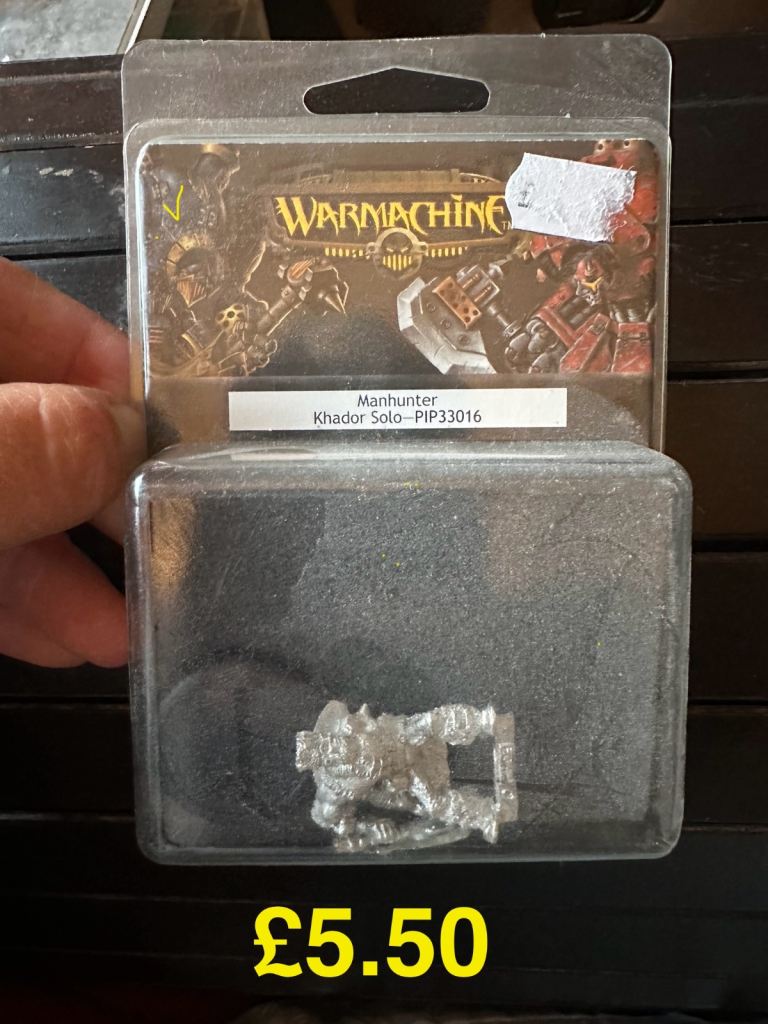 WARMACHINE
Manhunter
Khador Solo—PIP33016
£5.50